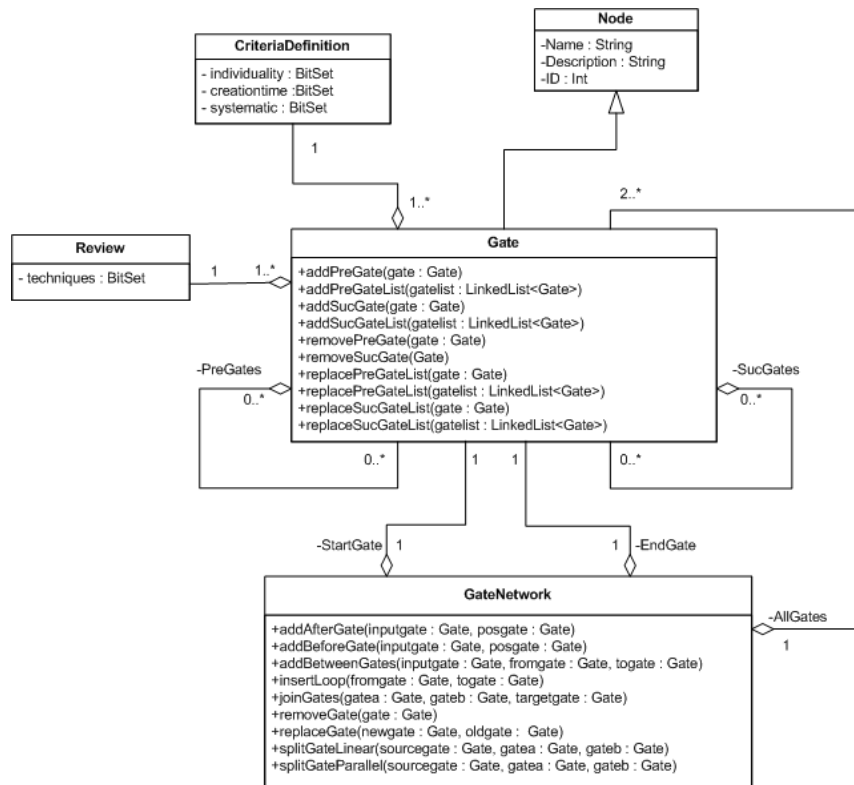 Node
-Name : String
-Description : String
-ID : Int
CriteriaDefinition
- individuality : BitSet
- creationtime :BitSet
- systematic : BitSet
1
1..*
2..*
Review
- techniques : BitSet
1
1..*
Gate
+addPreGate(gate : Gate)
+addPreGateList(gatelist : LinkedList<Gate>)
+addSucGate(gate : Gate)
+addSucGateList(gatelist : LinkedList<Gate>)
+removePreGate(gate : Gate)
+removeSucGate(Gate)
+replacePreGateList(gate : Gate)
+replacePreGateList(gatelist : LinkedList<Gate>)
+replaceSucGateList(gate : Gate)
+replaceSucGateList(gatelist : LinkedList<Gate>)
-PreGates
0..*
0..*
-SucGates
0..*
0..*
1
1
-StartGate
1
1
-EndGate
GateNetwork
+addAfterGate(inputgate : Gate, posgate : Gate)
+addBeforeGate(inputgate : Gate, posgate : Gate)
+addBetweenGates(inputgate : Gate, fromgate : Gate, togate : Gate)
+insertLoop(fromgate : Gate, togate : Gate)
+joinGates(gatea : Gate, gateb : Gate, targetgate : Gate)
+removeGate(gate : Gate)
+replaceGate(newgate : Gate, oldgate :  Gate)
+splitGateLinear(sourcegate : Gate, gatea : Gate, gateb : Gate)
+splitGateParallel(sourcegate : Gate, gatea : Gate, gateb : Gate)
-AllGates
1